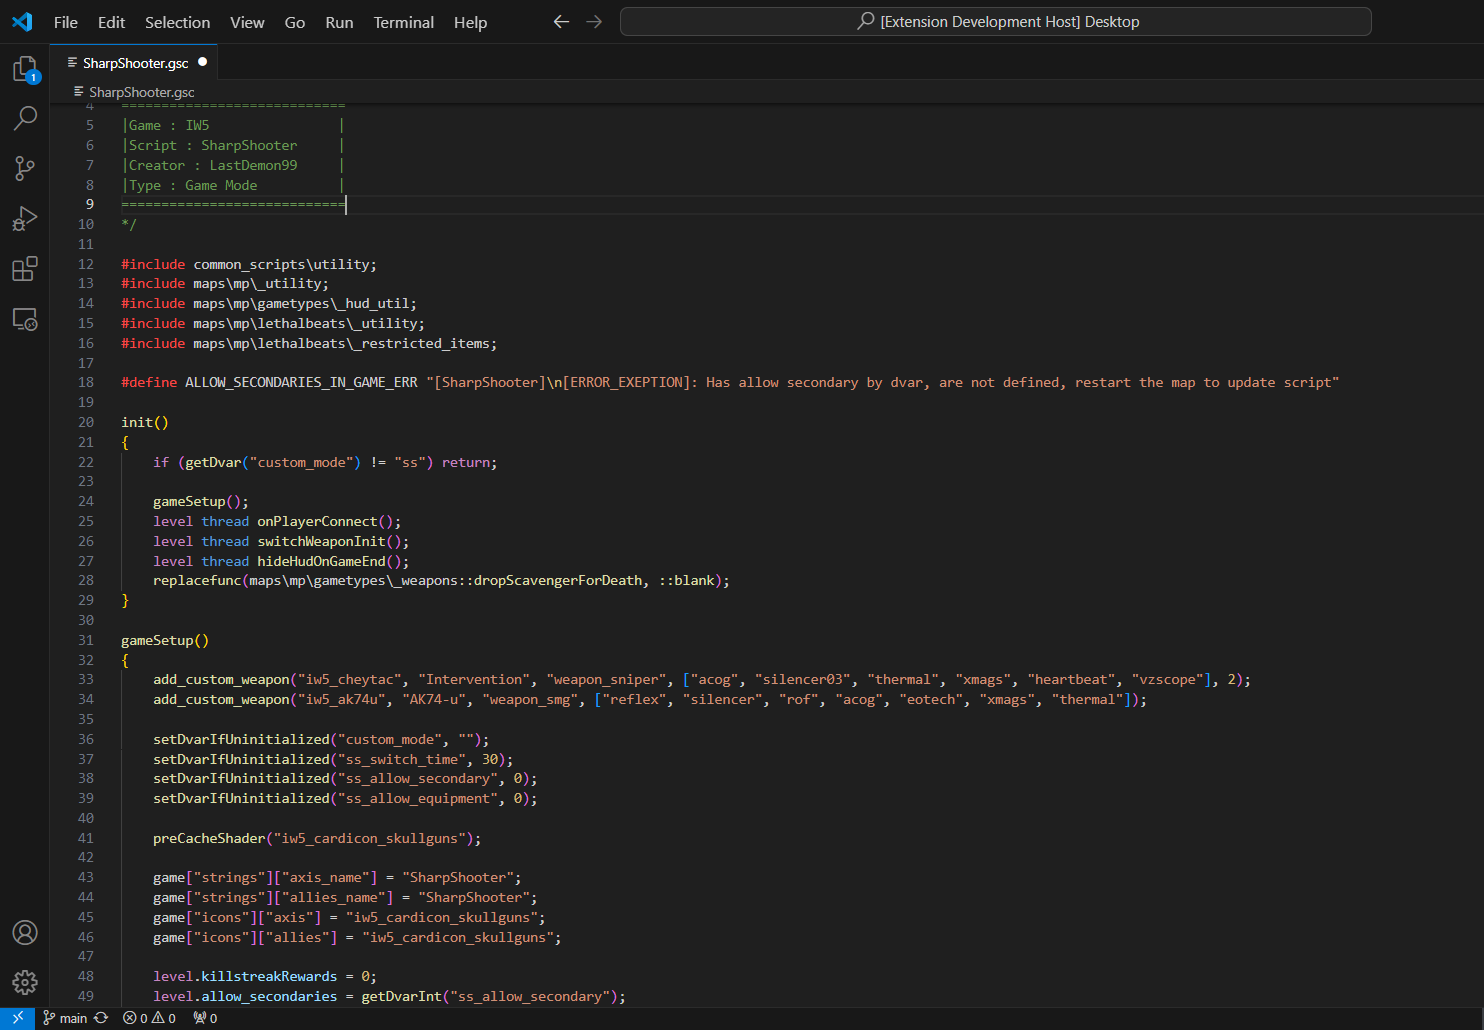 File Edit Selection View Go Run Terminal Help
[Extension Development Host] Desktop
SharpShooter.gsc
1
SharpShooter.gsc
4 ============================
5 |Game : IW5 |
6 |Script : SharpShooter |
7 |Creator : LastDemon99 |
8 |Type : Game Mode |
9 ============================
10 */
11
12 #include common_scripts\utility;
13 #include maps\mp\_utility;
14 #include maps\mp\gametypes\_hud_util;
15 #include maps\mp\lethalbeats\_utility;
16 #include maps\mp\lethalbeats\_restricted_items;
17
18 #define ALLOW_SECONDARIES_IN_GAME_ERR "[SharpShooter]\n[ERROR_EXEPTION]: Has allow secondary by dvar, are not defined, restart the map to update script"
19
20 init()
21 {
22 if (getDvar("custom_mode") != "ss") return;
23
24 gameSetup();
25 level thread onPlayerConnect();
26 level thread switchWeaponInit();
27 level thread hideHudOnGameEnd();
28 replacefunc(maps\mp\gametypes\_weapons::dropScavengerForDeath, ::blank);
29 }
30
31 gameSetup()
32 {
33 add_custom_weapon("iw5_cheytac", "Intervention", "weapon_sniper", ["acog", "silencer03", "thermal", "xmags", "heartbeat", "vzscope"], 2);
34 add_custom_weapon("iw5_ak74u", "AK74-u", "weapon_smg", ["reflex", "silencer", "rof", "acog", "eotech", "xmags", "thermal"]);
35
36 setDvarIfUninitialized("custom_mode", "");
37 setDvarIfUninitialized("ss_switch_time", 30);
38 setDvarIfUninitialized("ss_allow_secondary", 0);
39 setDvarIfUninitialized("ss_allow_equipment", 0);
40
41 preCacheShader("iw5_cardicon_skullguns");
42
43 game["strings"]["axis_name"] = "SharpShooter";
44 game["strings"]["allies_name"] = "SharpShooter";
45 game["icons"]["axis"] = "iw5_cardicon_skullguns";
46 game["icons"]["allies"] = "iw5_cardicon_skullguns";
47
48 level.killstreakRewards = 0;
49 level.allow_secondaries = getDvarInt("ss_allow_secondary");
main 0 0 0